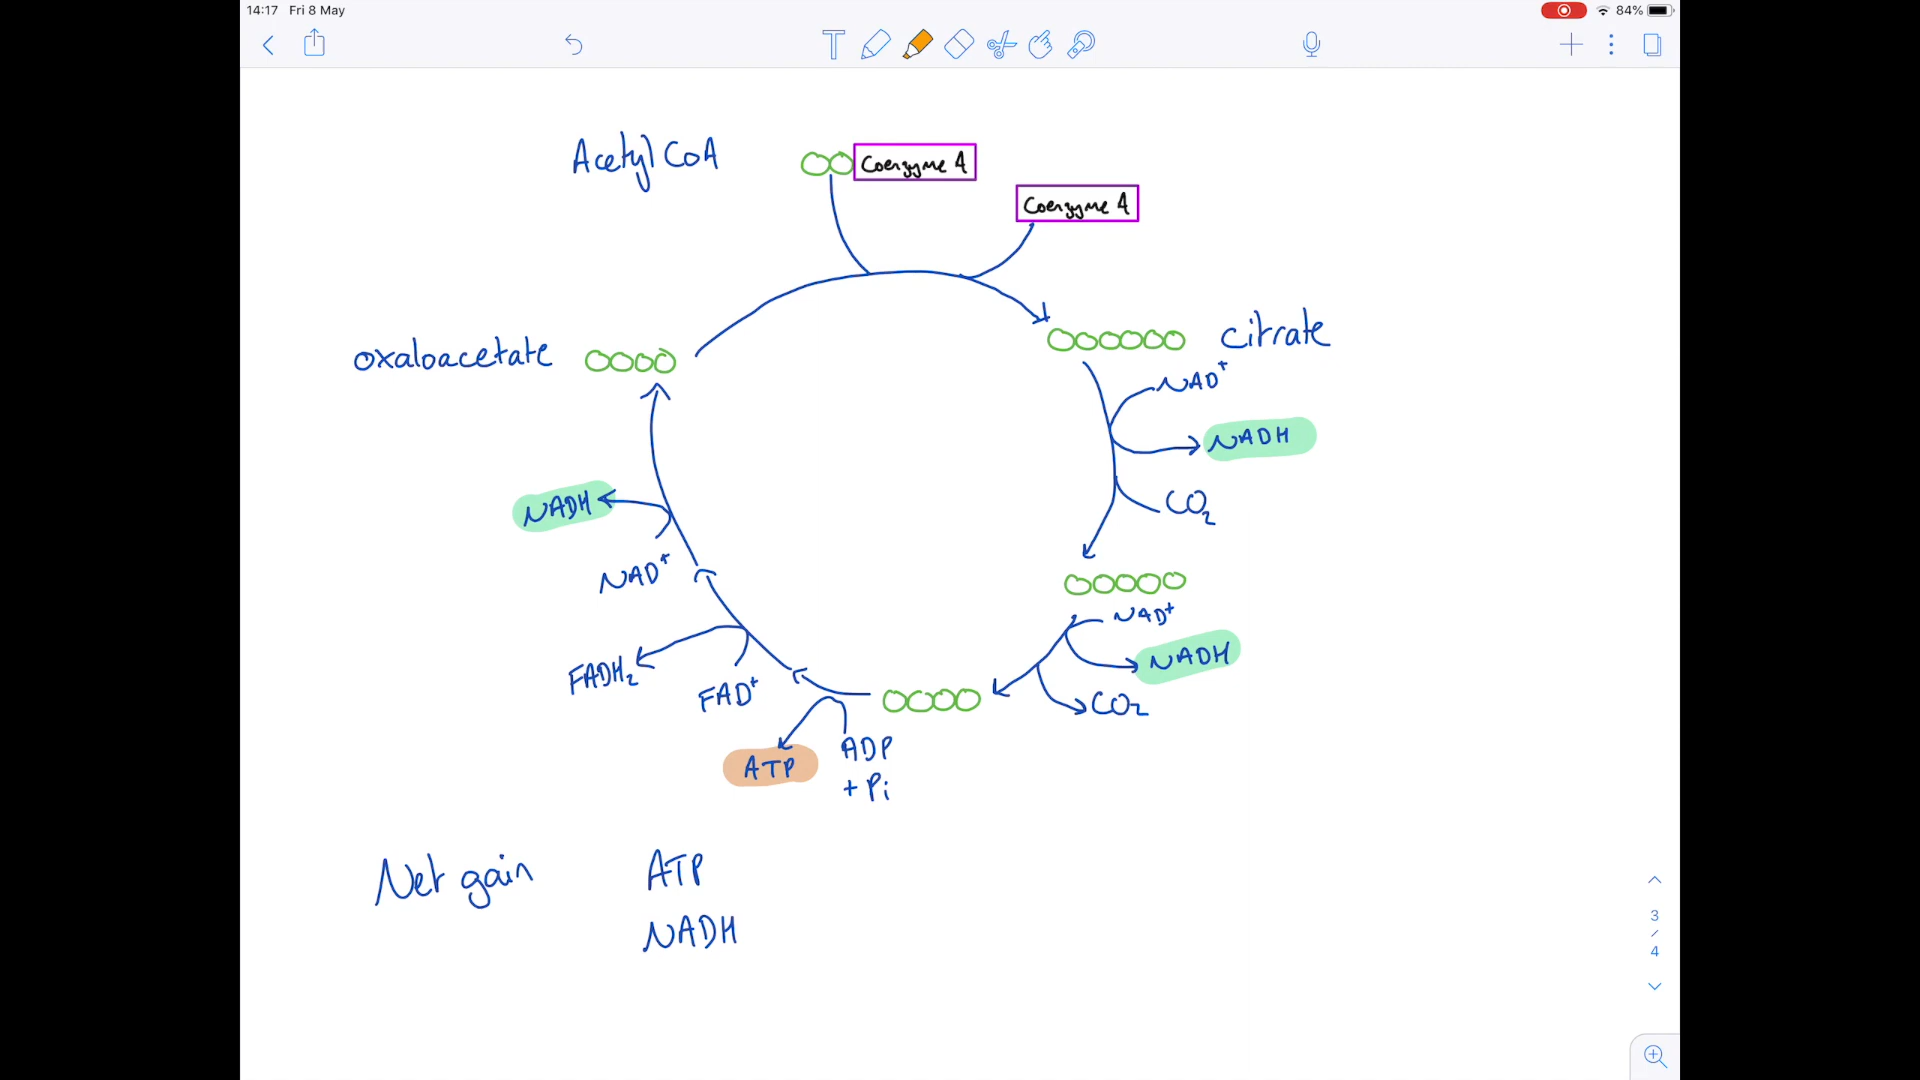 14:17 Fri 8 May
84%
T
Acetyl CoA
Coenzyme A
Coenzyme A
oxaloacetate
citrate
NAD⁺
NADH
CO₂
NADH
NAD⁺
NAD⁺
NADH
CO₂
FADH₂
FAD⁺
ATP
ADP
+ Pi
Net gain
ATP
NADH
3
/
4